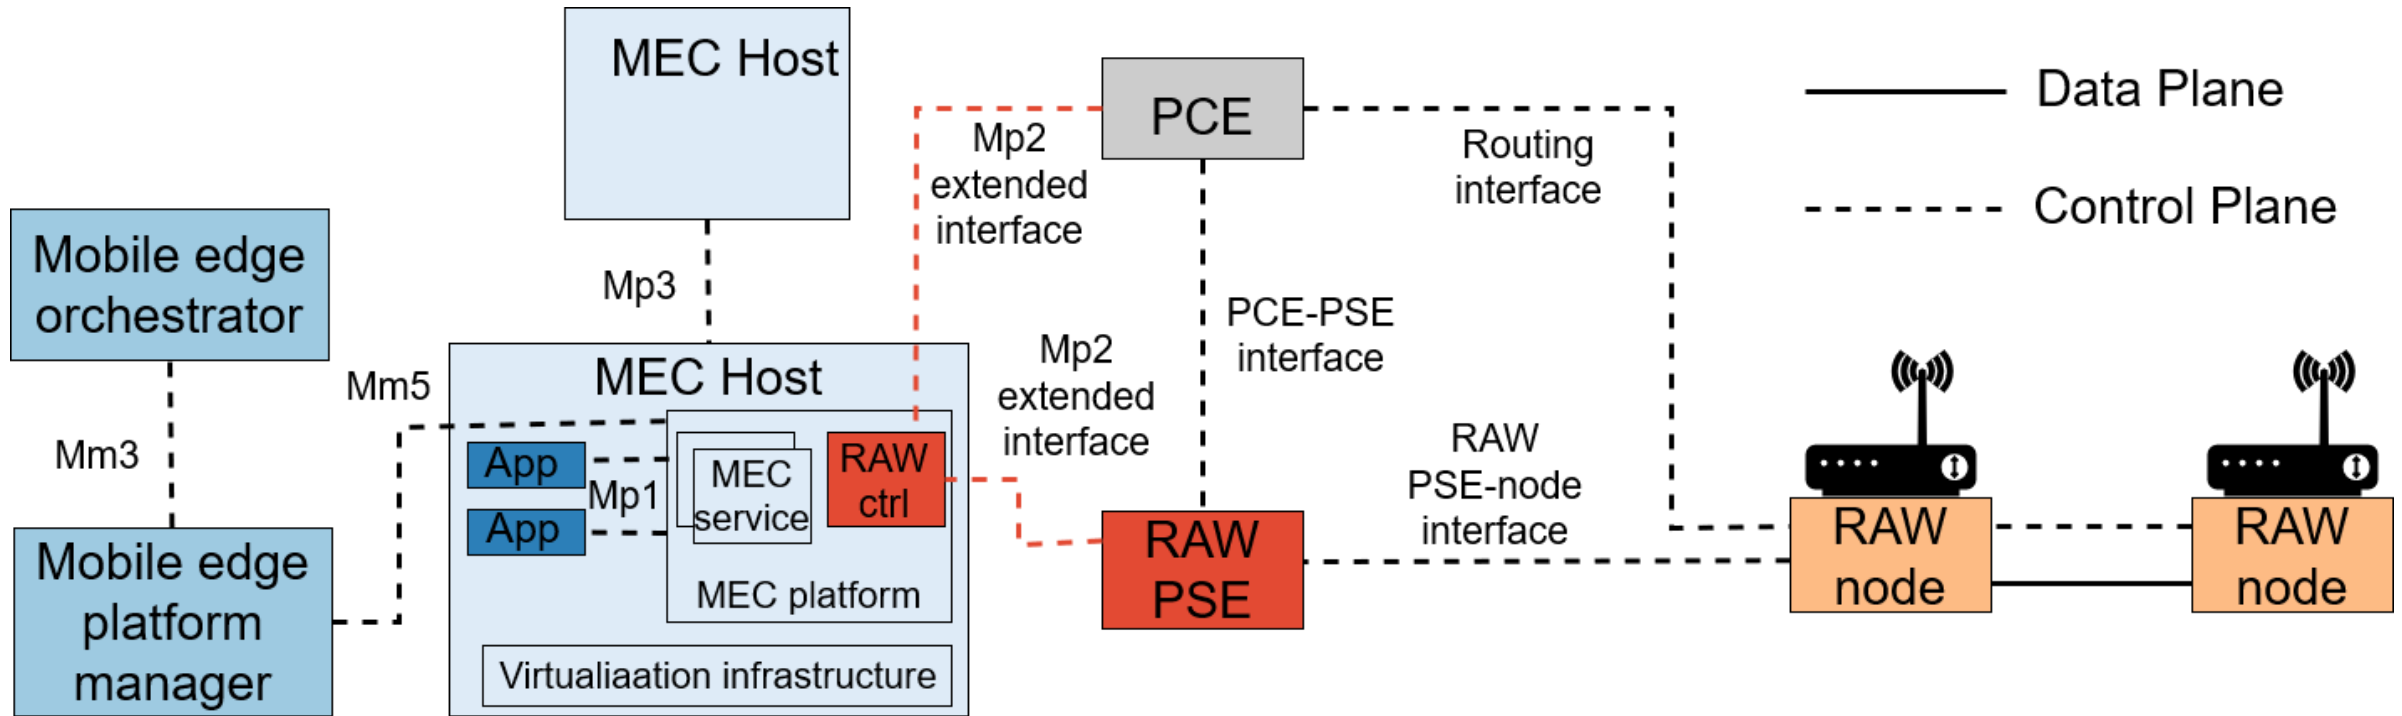 MEC Host
Mp3
Mobile edge
orchestrator
Mm3
Mobile edge
platform
manager
Mm5
MEC Host
App
App
Mp1
MEC
service
RAW
ctrl
MEC platform
Virtualiaation infrastructure
Mp2
extended
interface
Mp2
extended
interface
PCE
PCE-PSE
interface
RAW
PSE
Routing
interface
RAW
PSE-node
interface
Data Plane
Control Plane
RAW
node
RAW
node